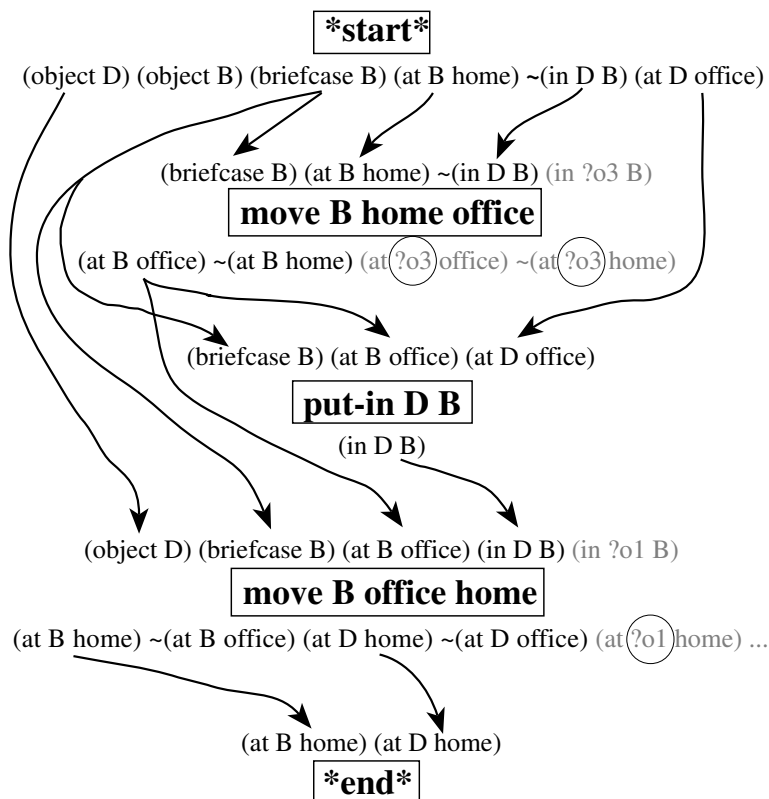 *start*
(object D) (object B) (briefcase B) (at B home) ~(in D B) (at D office)
(briefcase B) (at B home) ~(in D B) (in ?o3 B)
move B home office
(at B office) ~(at B home) (at ?o3 office) ~(at ?o3 home)
(briefcase B) (at B office) (at D office)
put-in D B
(in D B)
(object D) (briefcase B) (at B office) (in D B) (in ?o1 B)
move B office home
(at B home) ~(at B office) (at D home) ~(at D office) (at ?o1 home) ...
(at B home) (at D home)
*end*